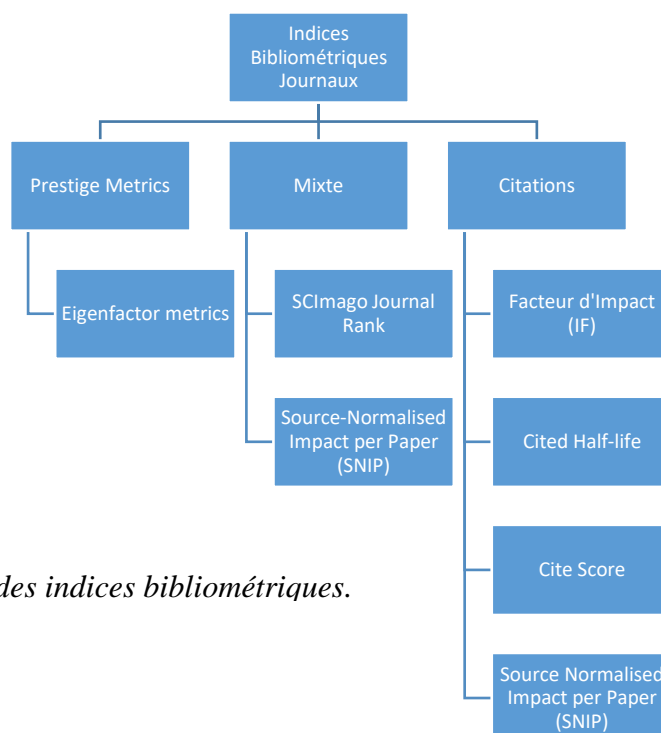 Indices
Bibliométriques
Journaux
Prestige Metrics
Mixte
Citations
Eigenfactor metrics
SCImago Journal
Rank
Facteur d'Impact
(IF)
Source-Normalised
Impact per Paper
(SNIP)
Cited Half-life
Cite Score
des indices bibliométriques.
Source Normalised
Impact per Paper
(SNIP)